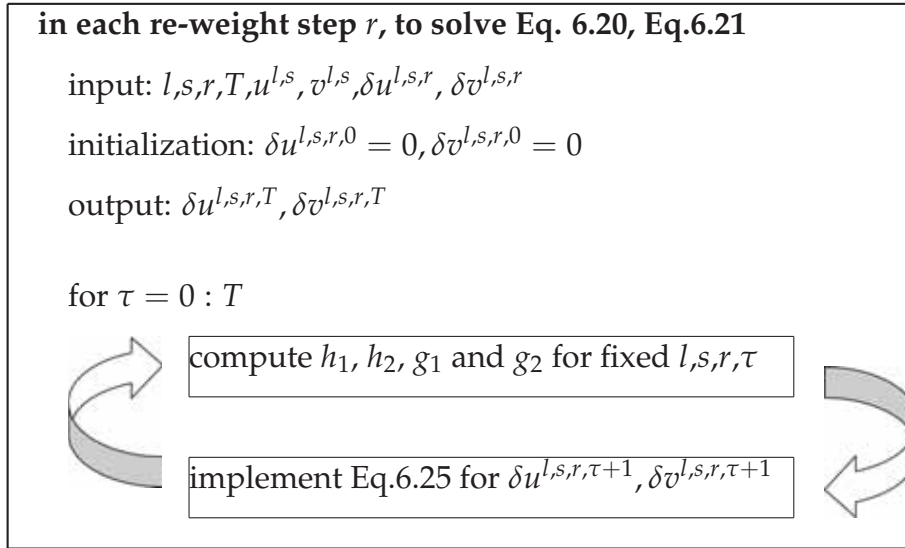 in each re-weight step r, to solve Eq. 6.20, Eq.6.21
input: l,s,r,T,u^{l,s}, v^{l,s},δu^{l,s,r}, δv^{l,s,r}
initialization: δu^{l,s,r,0} = 0, δv^{l,s,r,0} = 0
output: δu^{l,s,r,T}, δv^{l,s,r,T}
for τ = 0 : T
compute h_1, h_2, g_1 and g_2 for fixed l,s,r,τ
implement Eq.6.25 for δu^{l,s,r,τ+1}, δv^{l,s,r,τ+1}